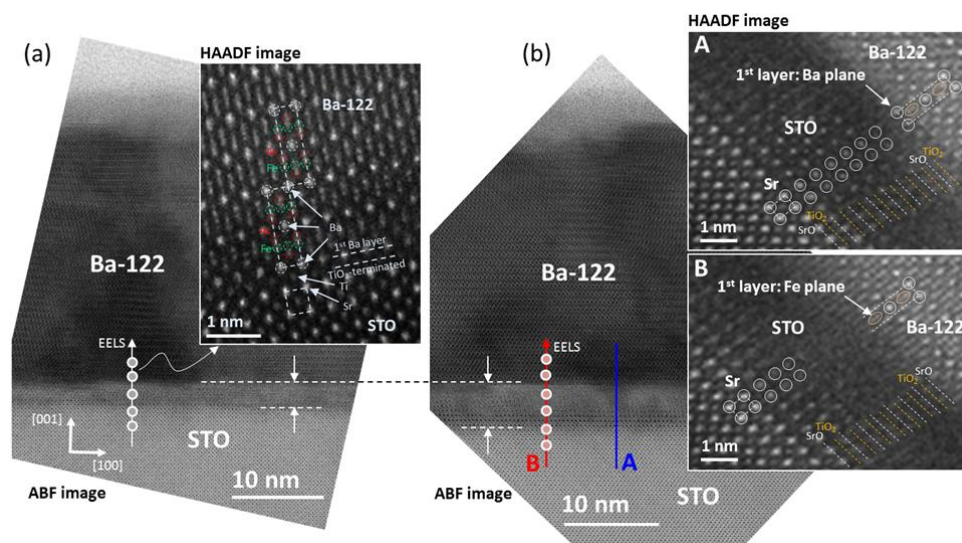 (a)
HAADF image
Ba-122
Fe
Fe
Ba
1st Ba layer
TiO2-terminated
Ti
Sr
1 nm
STO
Ba-122
EELS
[001]
[100]
STO
10 nm
ABF image
(b)
HAADF image
A
Ba-122
1st layer: Ba plane
STO
TiO2
SrO
Sr
TiO2
SrO
1 nm
B
1st layer: Fe plane
STO
Ba-122
Sr
SrO
TiO2
TiO2
SrO
1 nm
Ba-122
EELS
B
A
10 nm
STO
ABF image